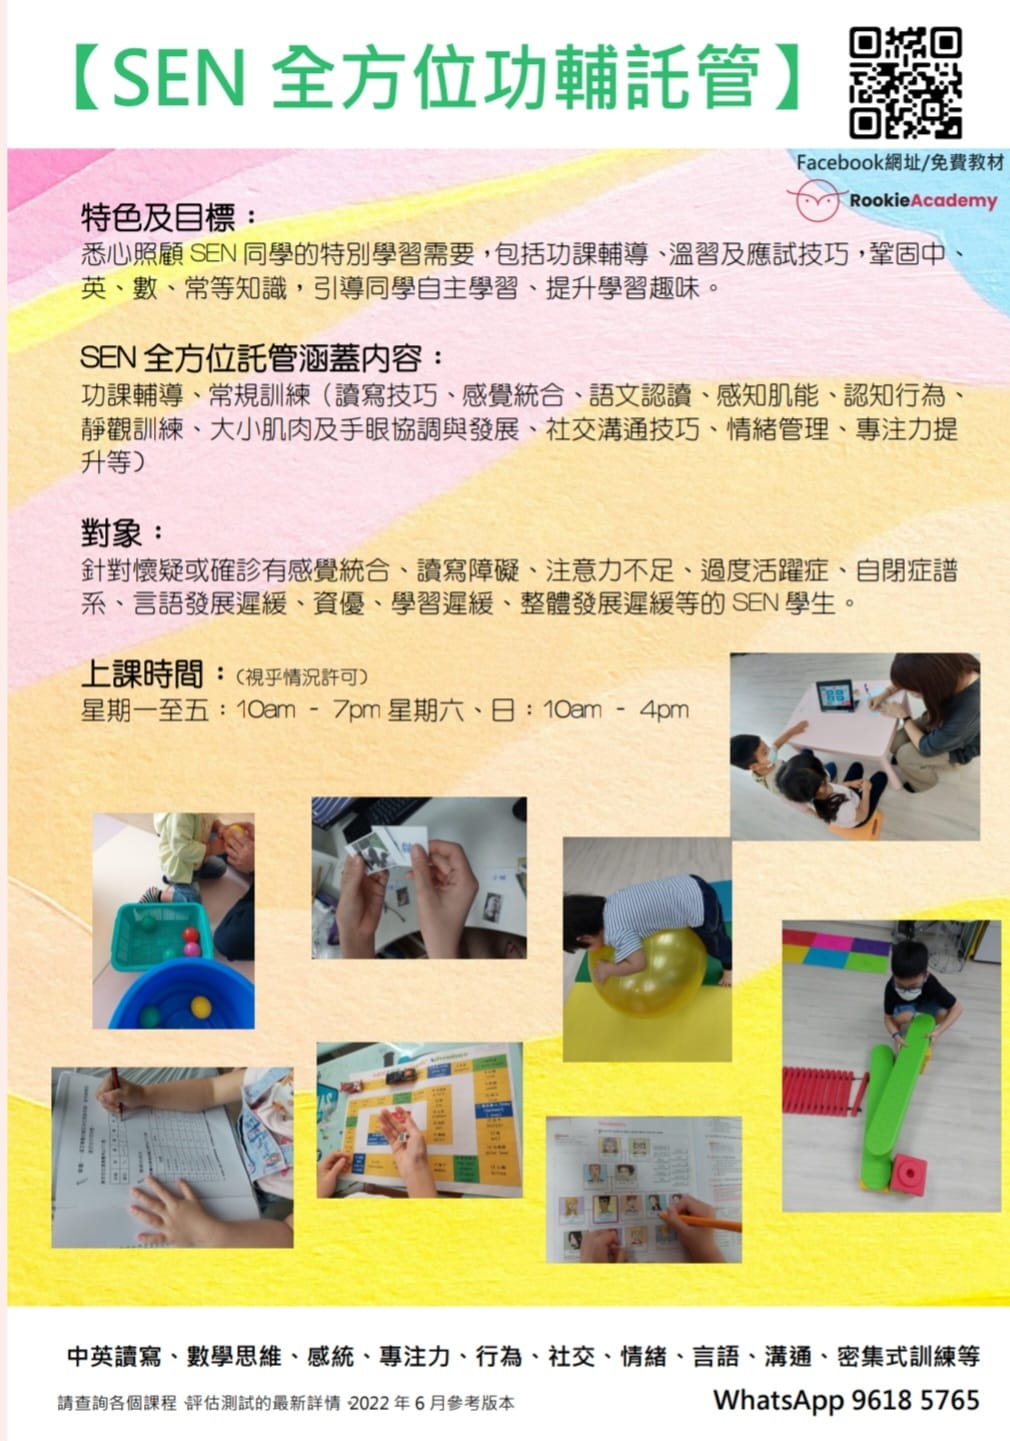 【SEN 全方位功輔託管】
Facebook網址/免費教材
RookieAcademy
特色及目標：
悉心照顧 SEN 同學的特別學習需要，包括功課輔導、溫習及應試技巧，鞏固中、
英、數、常等知識，引導同學自主學習、提升學習趣味。
SEN 全方位託管涵蓋內容：
功課輔導、常規訓練（讀寫技巧、感覺統合、語文認讀、感知肌能、認知行為、
靜觀訓練、大小肌肉及手眼協調與發展、社交溝通技巧、情緒管理、專注力提
升等）
對象：
針對懷疑或確診有感覺統合、讀寫障礙、注意力不足、過度活躍症、自閉症譜
系、言語發展遲緩、資優、學習遲緩、整體發展遲緩等的 SEN 學生。
上課時間：（視乎情況許可）
星期一至五：10am - 7pm 星期六、日：10am - 4pm
中英讀寫、數學思維、感統、專注力、行為、社交、情緒、言語、溝通、密集式訓練等
請查詢各個課程、評估測試的最新詳情。2022 年 6 月參考版本
WhatsApp 9618 5765